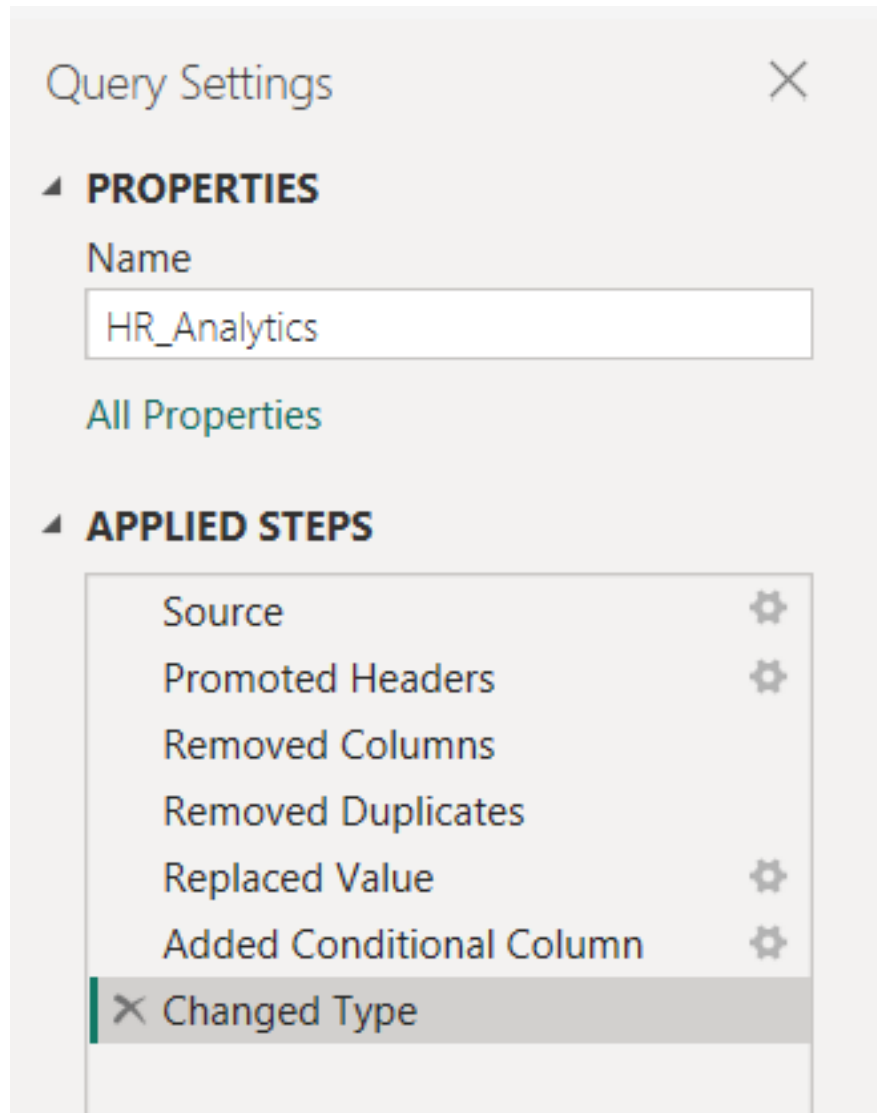 Query Settings
PROPERTIES
Name
HR_Analytics
All Properties
APPLIED STEPS
Source
Promoted Headers
Removed Columns
Removed Duplicates
Replaced Value
Added Conditional Column
Changed Type